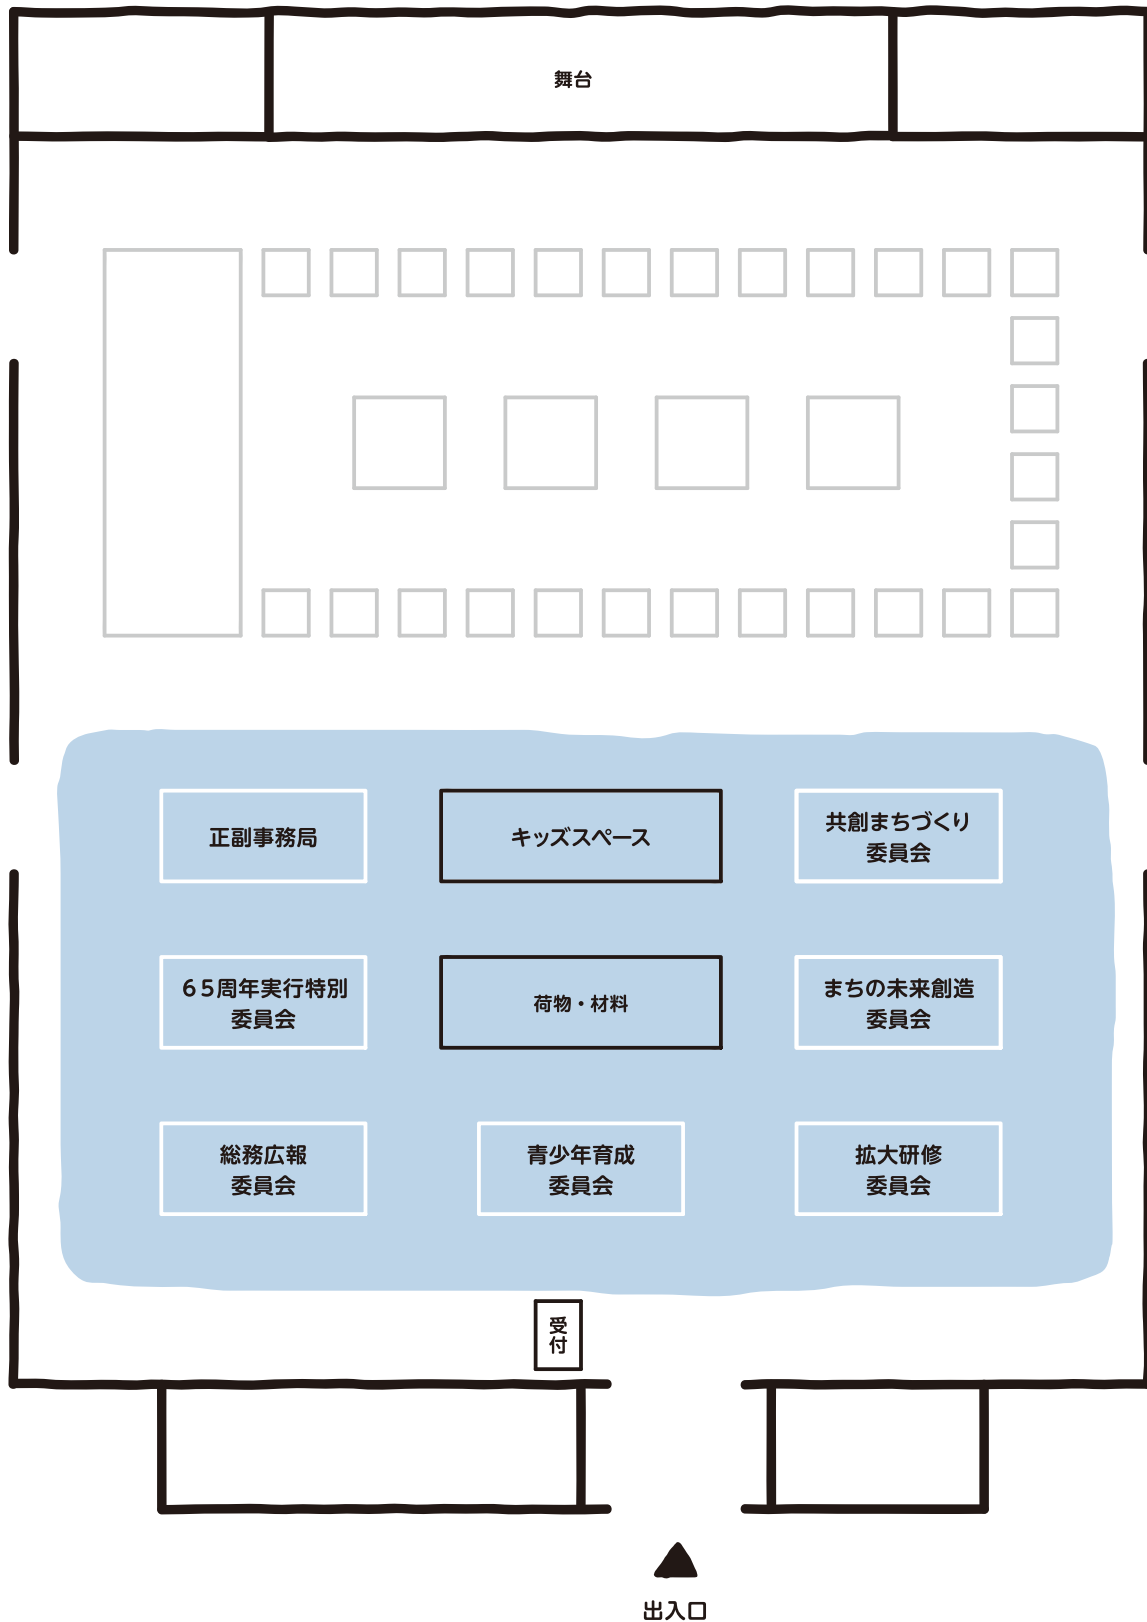 舞台
正副事務局
キッズスペース
共創まちづくり
委員会
６５周年実行特別
委員会
荷物・材料
まちの未来創造
委員会
総務広報
委員会
青少年育成
委員会
拡大研修
委員会
受付
出入口